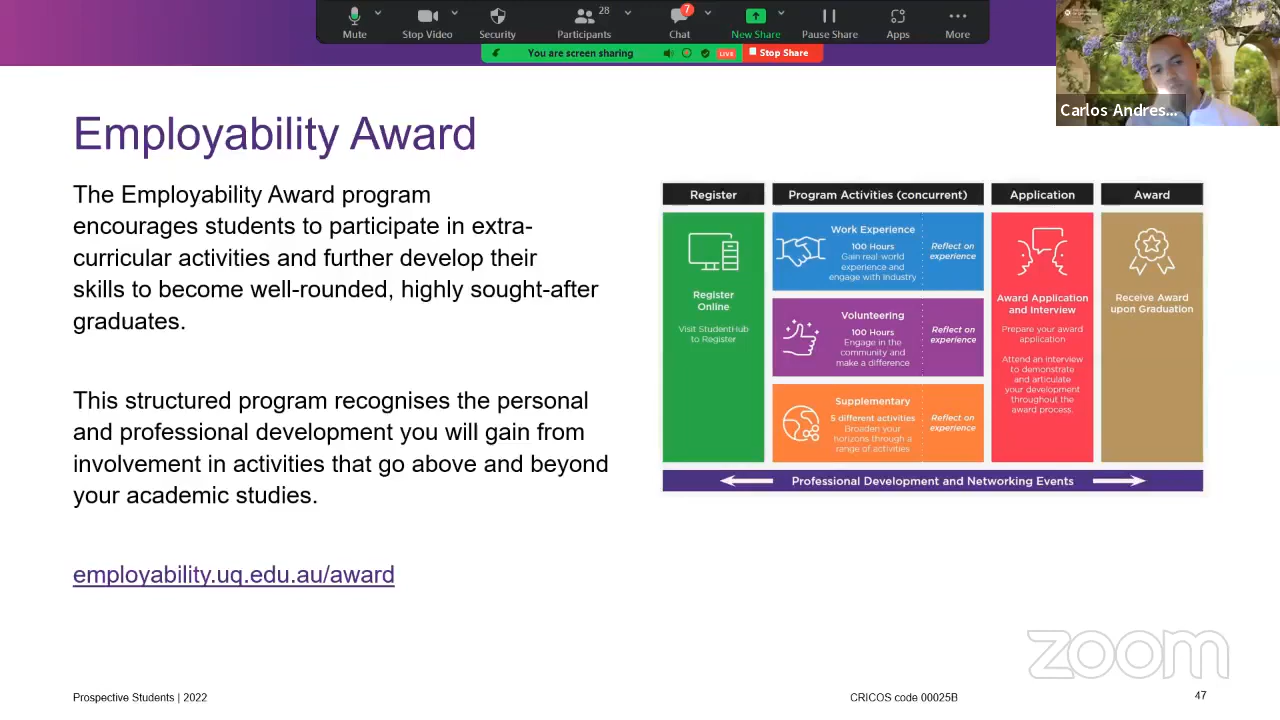 Mute
Stop Video
Security
28
Participants
7
Chat
New Share
Pause Share
Apps
More
You are screen sharing
LIVE
Stop Share
Carlos Andres...
Employability Award
The Employability Award program
encourages students to participate in extra-
curricular activities and further develop their
skills to become well-rounded, highly sought-after
graduates.
This structured program recognises the personal
and professional development you will gain from
involvement in activities that go above and beyond
your academic studies.
employability.uq.edu.au/award
Register
Register
Online
Visit StudentHub
to Register
Program Activities (concurrent)
Work Experience
100 Hours
Gain real-world
experience and
engage with Industry
Reflect on
experience
Volunteering
100 Hours
Engage in the
community and
make a difference
Reflect on
experience
Supplementary
5 different activities
Broaden your
horizons through a
range of activities
Reflect on
experience
Application
Award Application
and Interview
Prepare your award
application
Attend an interview
to demonstrate
and articulate
your development
throughout the
award process.
Award
Receive Award
upon Graduation
Professional Development and Networking Events
zoom
Prospective Students | 2022
CRICOS code 00025B
47